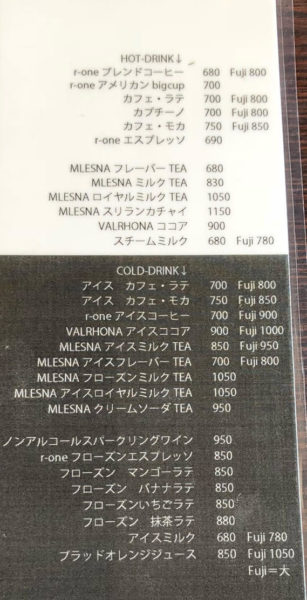 HOT-DRINK↓
r-one ブレンドコーヒー 680 Fuji 800
r-one アメリカン bigcup 700
カフェ・ラテ 700 Fuji 800
カプチーノ 700 Fuji 800
カフェ・モカ 750 Fuji 850
r-one エスプレッソ 690
MLESNA フレーバー TEA 680
MLESNA ミルク TEA 830
MLESNA ロイヤルミルク TEA 1050
MLESNA スリランカチャイ 1150
VALRHONA ココア 900
スチームミルク 680 Fuji 780
COLD-DRINK↓
アイス カフェ・ラテ 700 Fuji 800
アイス カフェ・モカ 750 Fuji 850
r-one アイスコーヒー 700 Fuji 900
VALRHONA アイスココア 900 Fuji 1000
MLESNA アイスミルク TEA 850 Fuji 950
MLESNA アイスフレーバー TEA 700 Fuji 800
MLESNA フローズンミルク TEA 1050
MLESNA アイスロイヤルミルク TEA 1050
MLESNA クリームソーダ TEA 950
ノンアルコールスパークリングワイン 950
r-one フローズンエスプレッソ 850
フローズン マンゴーラテ 850
フローズン バナナラテ 850
フローズンいちごラテ 850
フローズン 抹茶ラテ 880
アイスミルク 680 Fuji 780
ブラッドオレンジジュース 850 Fuji 1050
Fuji＝大